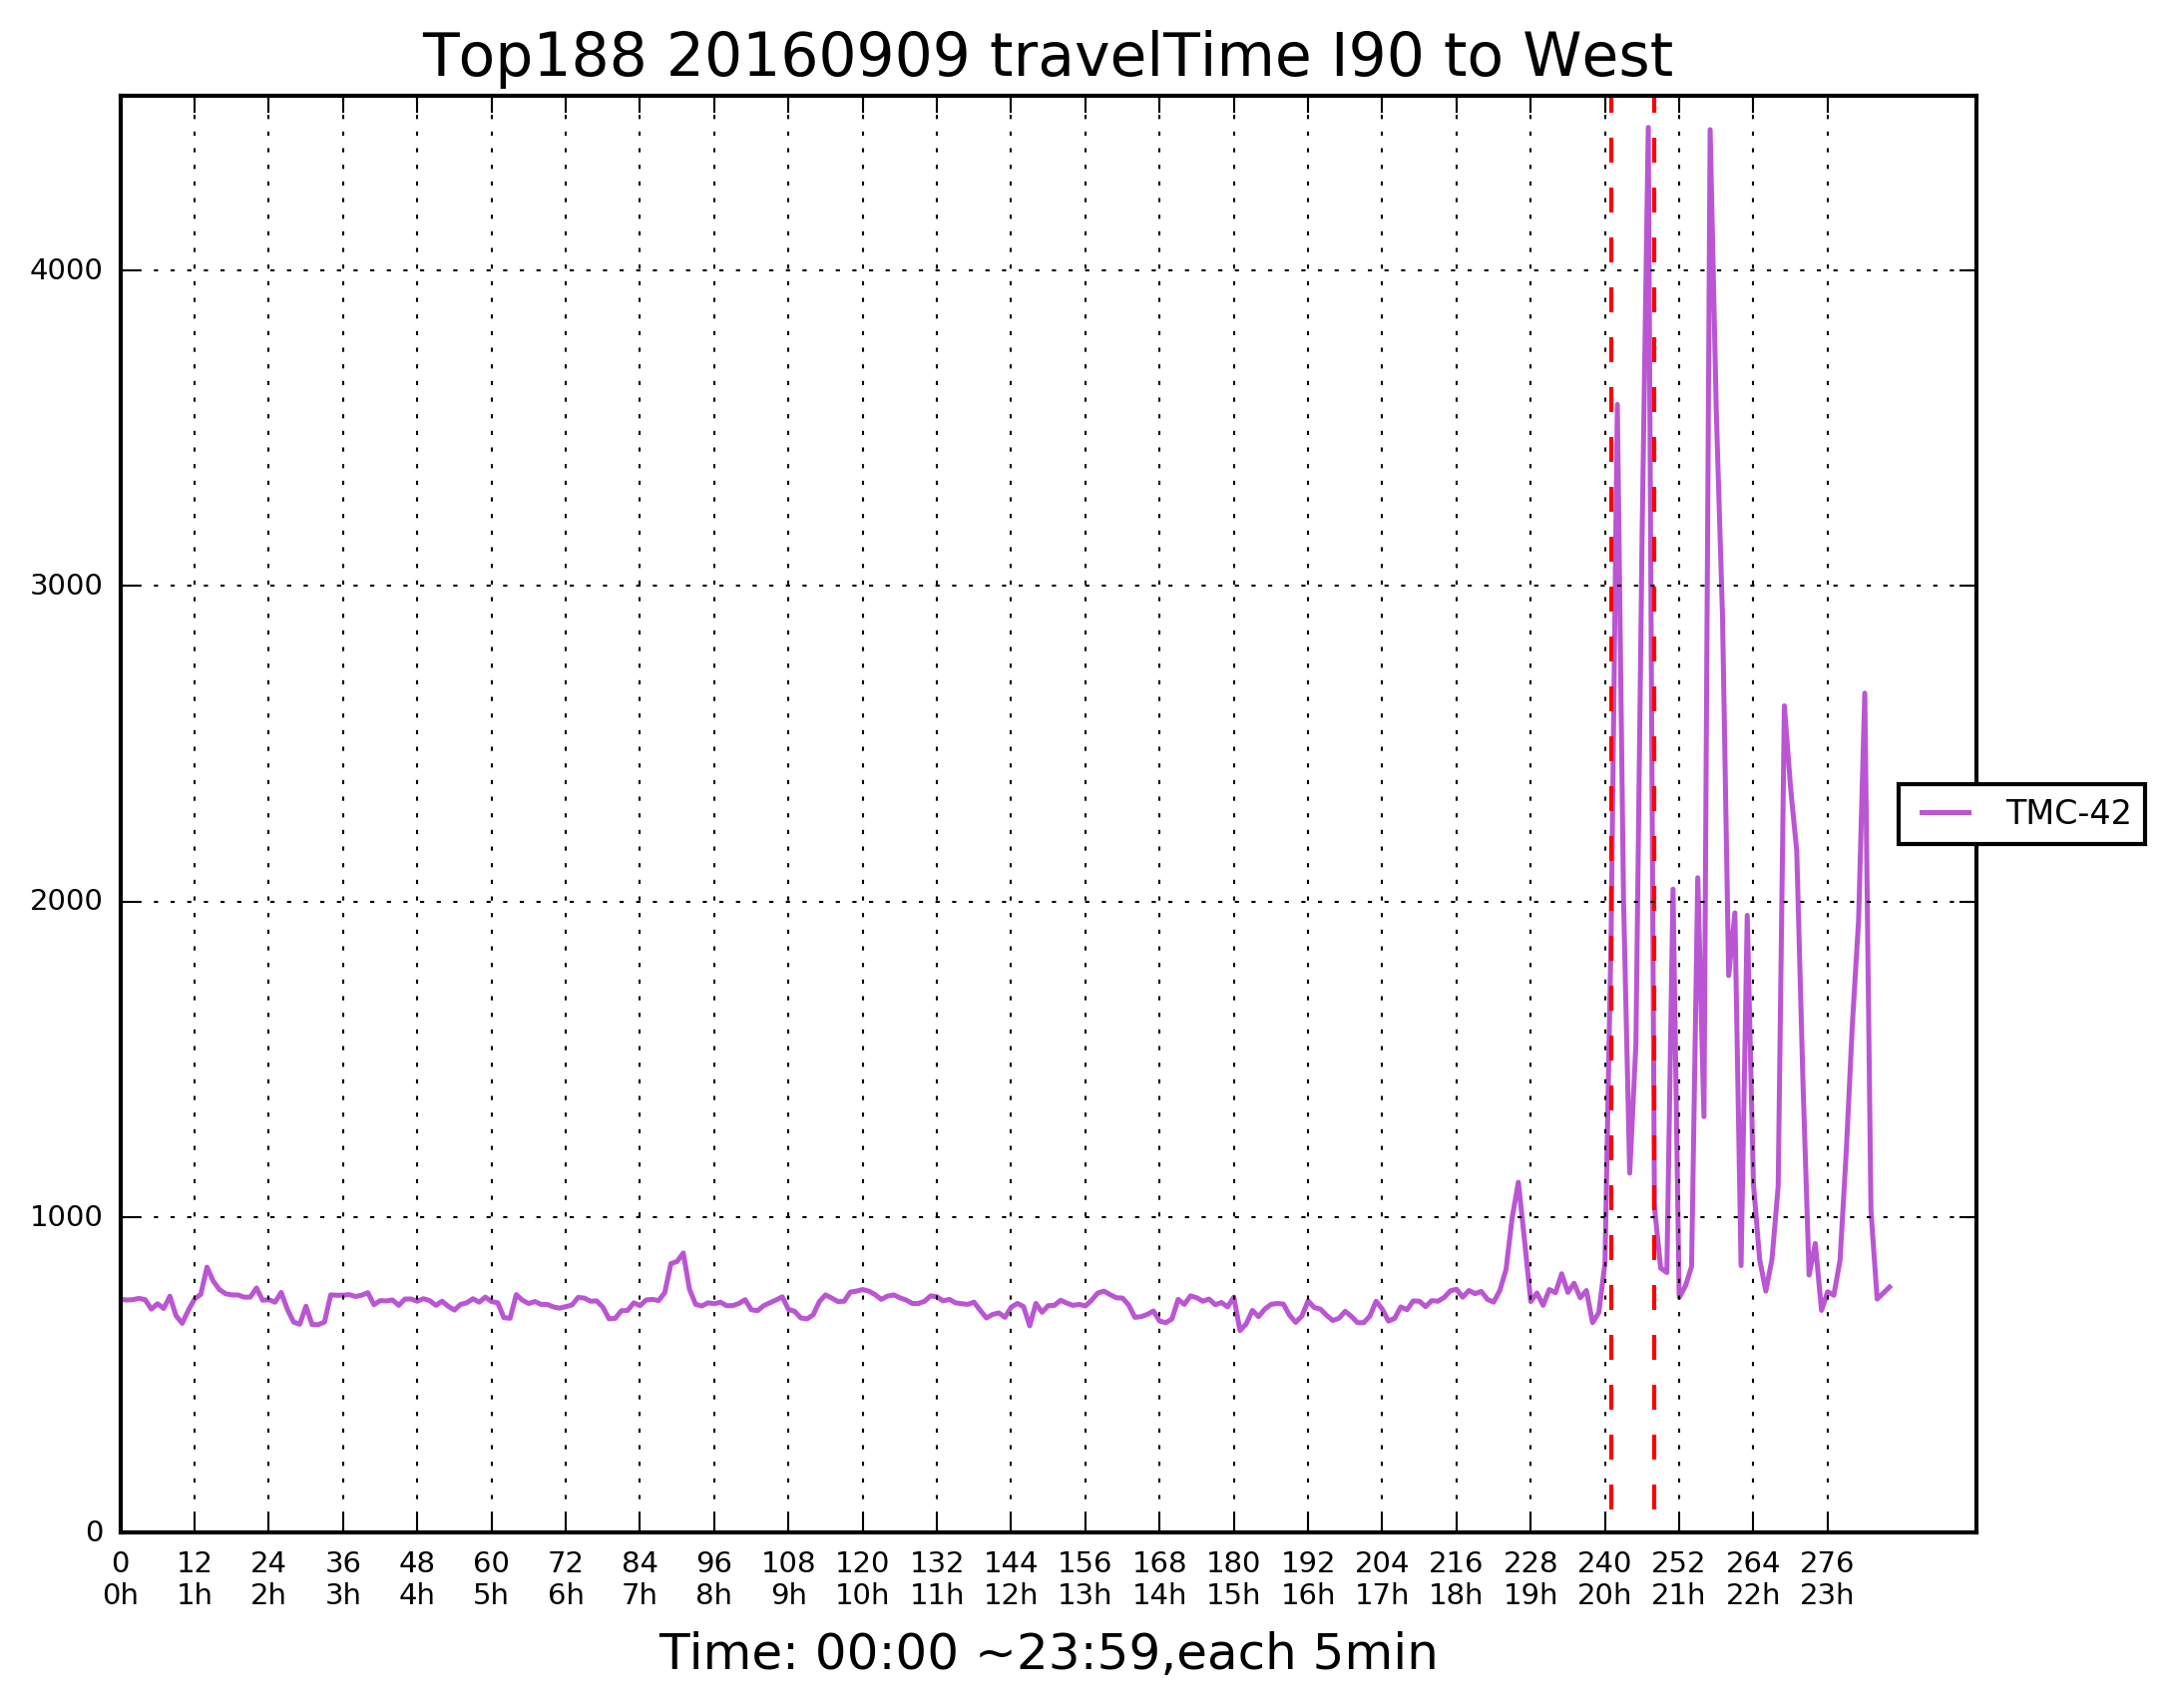 Top188 20160909 travelTime I90 to West
4000
3000
2000
1000
0
TMC-42
0 12 24 36 48 60 72 84 96 108 120 132 144 156 168 180 192 204 216 228 240 252 264 276
0h 1h 2h 3h 4h 5h 6h 7h 8h 9h 10h 11h 12h 13h 14h 15h 16h 17h 18h 19h 20h 21h 22h 23h
Time: 00:00 ~23:59,each 5min